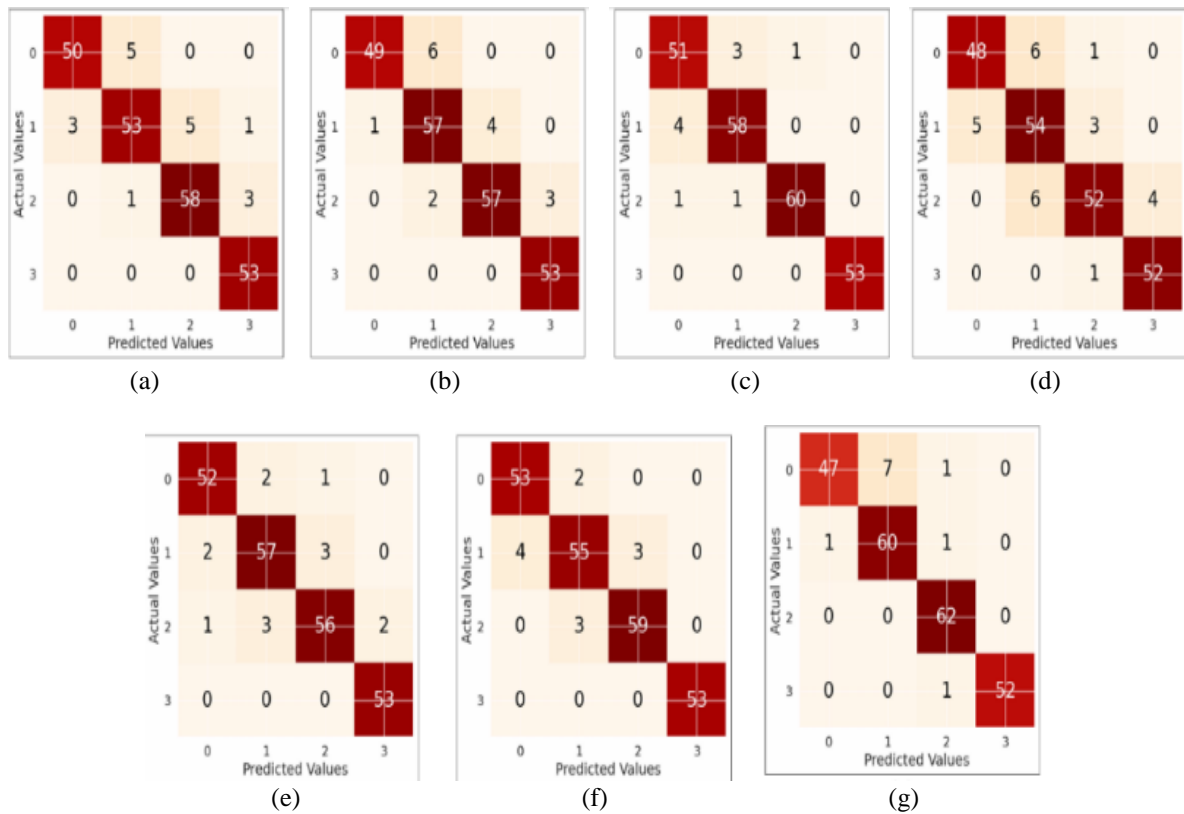 0 50 5 0 0 0 49 6 0 0 0 51 3 1 0 0 48 6 1 0
1 3 53 5 1 1 1 57 4 0 1 4 58 0 0 1 5 54 3 0
2 0 1 58 3 2 0 2 57 3 2 1 1 60 0 2 0 6 52 4
3 0 0 0 53 3 0 0 0 53 3 0 0 0 53 3 0 0 1 52
Actual Values Actual Values Actual Values Actual Values
0 1 2 3 0 1 2 3 0 1 2 3 0 1 2 3
Predicted Values Predicted Values Predicted Values Predicted Values
(a) (b) (c) (d)
0 52 2 1 0 0 53 2 0 0 0 47 7 1 0
1 2 57 3 0 1 4 55 3 0 1 1 60 1 0
2 1 3 56 2 2 0 3 59 0 2 0 0 62 0
3 0 0 0 53 3 0 0 0 53 3 0 0 1 52
Actual Values Actual Values Actual Values
0 1 2 3 0 1 2 3 0 1 2 3
Predicted Values Predicted Values Predicted Values
(e) (f) (g)